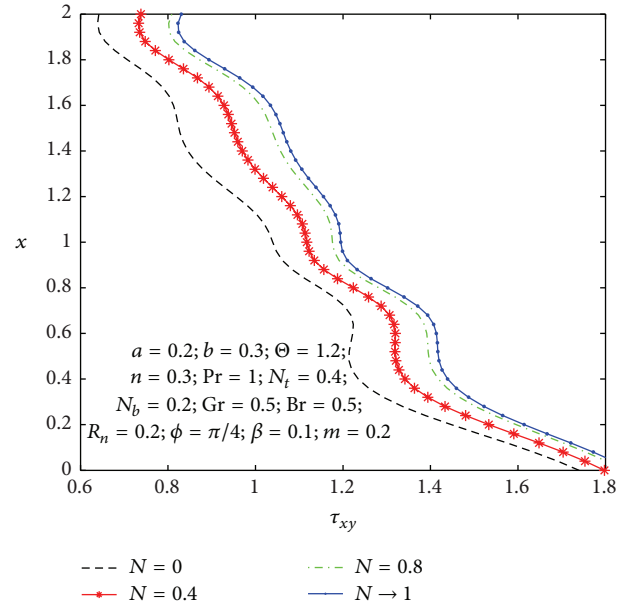 2
1.8
1.6
1.4
1.2
x
1
0.8
0.6
0.4
0.2
0
a = 0.2; b = 0.3; Θ = 1.2;
n = 0.3; Pr = 1; N_t = 0.4;
N_b = 0.2; Gr = 0.5; Br = 0.5;
R_n = 0.2; ϕ = π/4; β = 0.1; m = 0.2
0.6 0.8 1 1.2 1.4 1.6 1.8
τ_xy
N = 0 N = 0.8
N = 0.4 N → 1